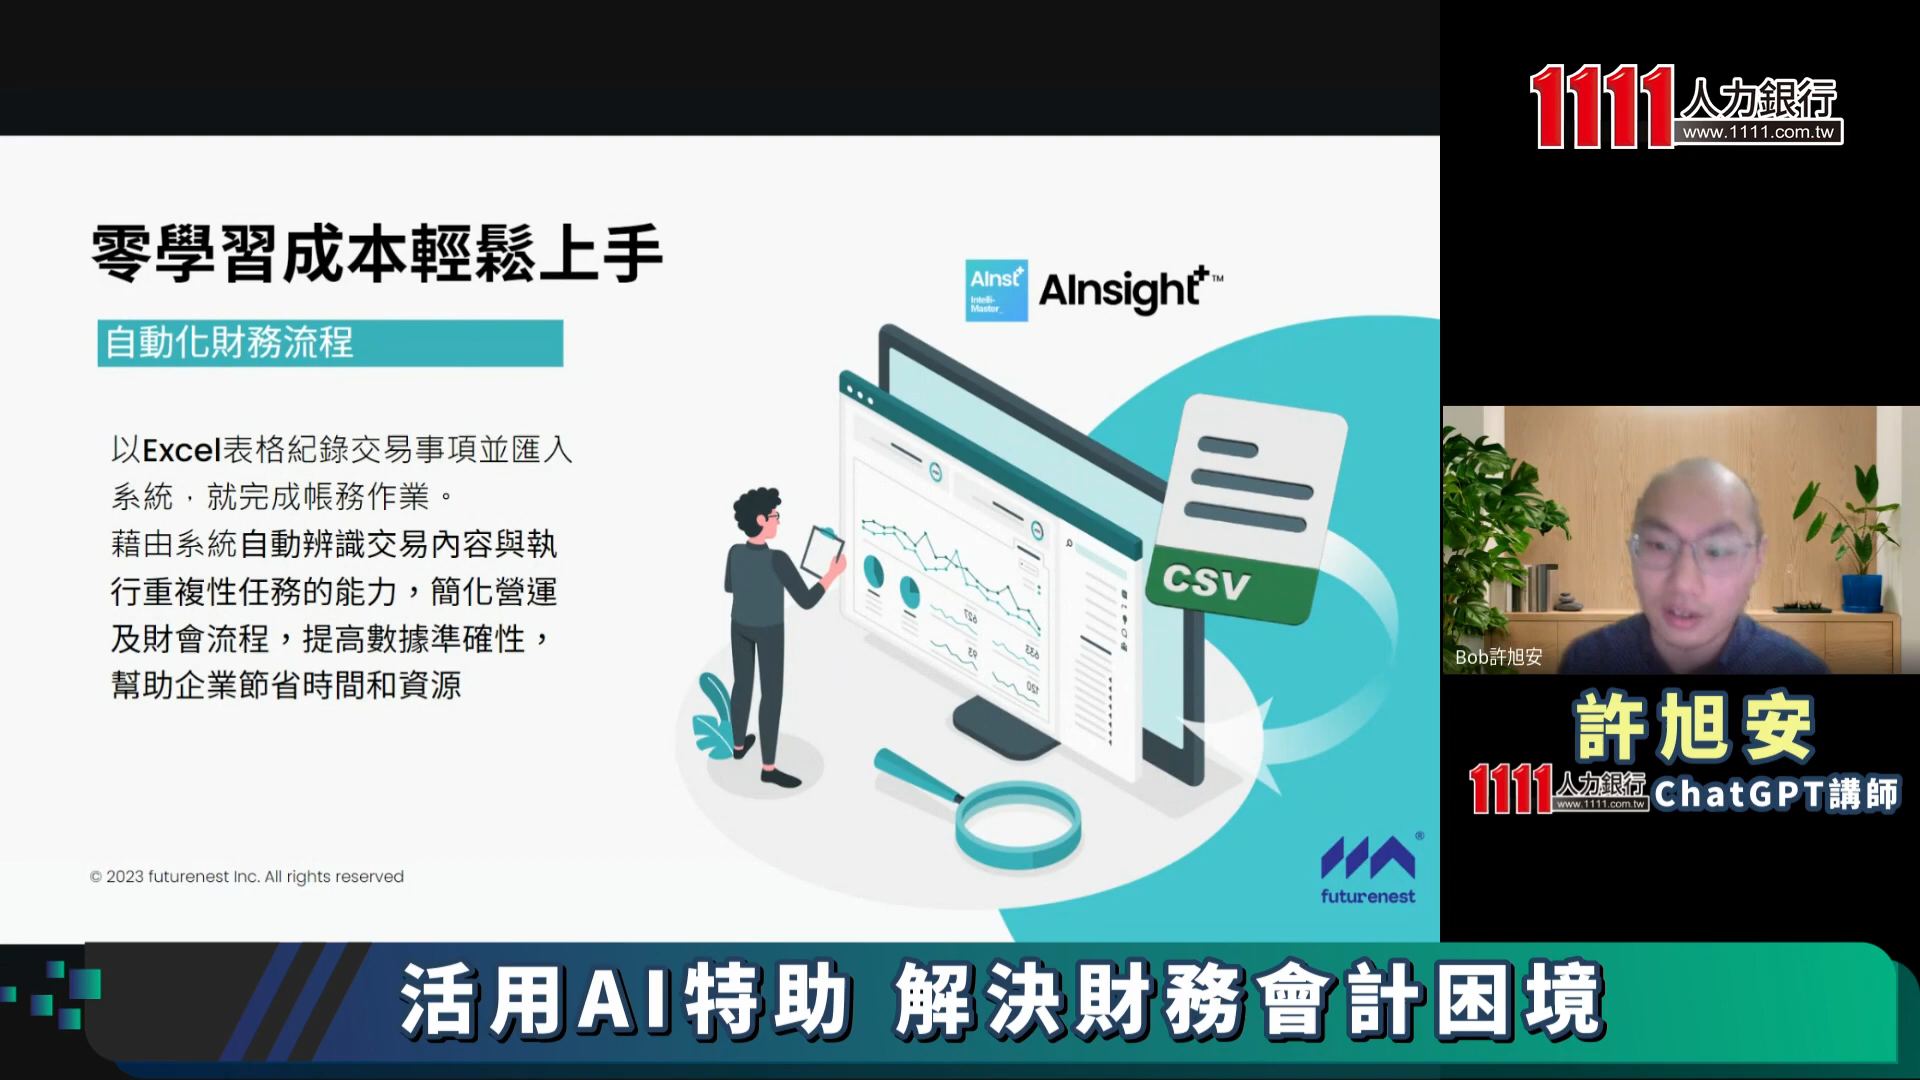 零學習成本輕鬆上手
自動化財務流程
以Excel表格紀錄交易事項並匯入
系統，就完成帳務作業。
藉由系統自動辨識交易內容與執
行重複性任務的能力，簡化營運
及財會流程，提高數據準確性，
幫助企業節省時間和資源
© 2023 futurenest Inc. All rights reserved
AInst+
Intelli-
Master_
AInsight+™
CSV
futurenest®
1111人力銀行
www.1111.com.tw
Bob許旭安
許旭安
1111人力銀行 ChatGPT講師
www.1111.com.tw
活用AI特助 解決財務會計困境